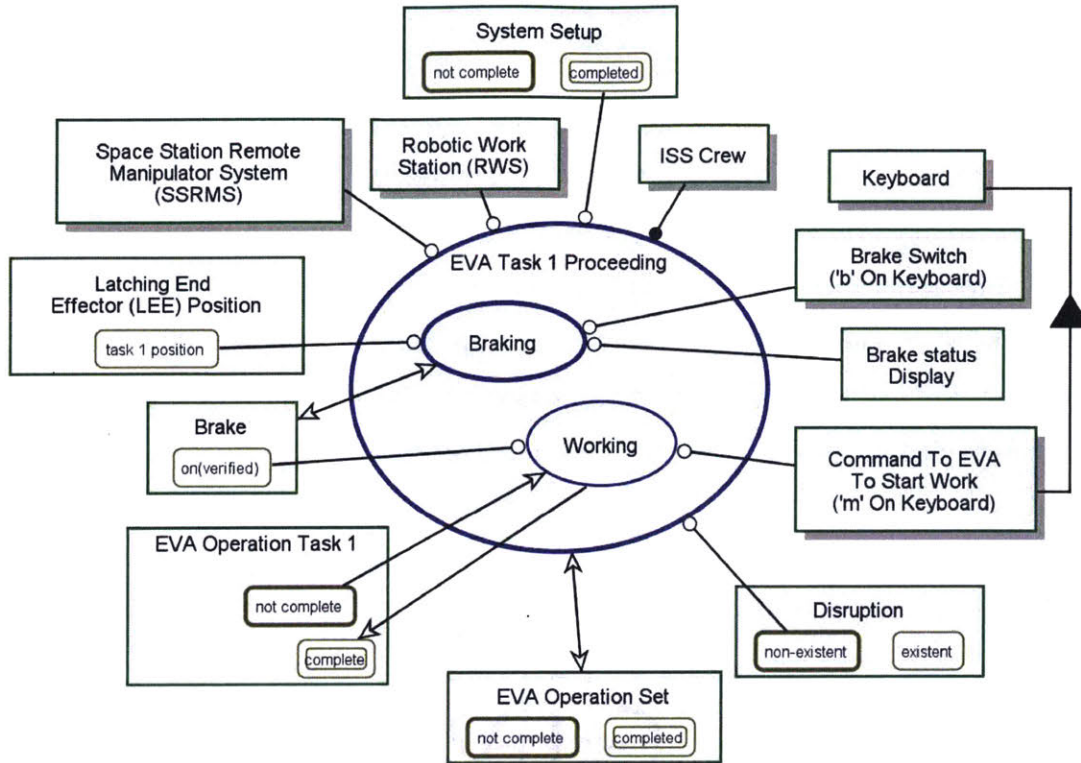 System Setup
not complete
completed
Space Station Remote
Manipulator System
(SSRMS)
Robotic Work
Station (RWS)
ISS Crew
Keyboard
EVA Task 1 Proceeding
Brake Switch
('b' On Keyboard)
Latching End
Effector (LEE) Position
task 1 position
Braking
Brake status
Display
Brake
on(verified)
Working
Command To EVA
To Start Work
('m' On Keyboard)
EVA Operation Task 1
not complete
complete
Disruption
non-existent
existent
EVA Operation Set
not complete
completed